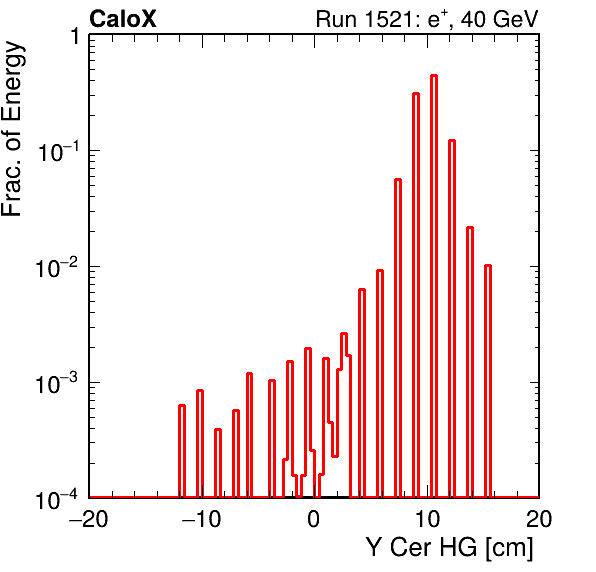 CaloX Run 1521: e⁺, 40 GeV
Frac. of Energy
1
10⁻¹
10⁻²
10⁻³
10⁻⁴
−20 −10 0 10 20
Y Cer HG [cm]